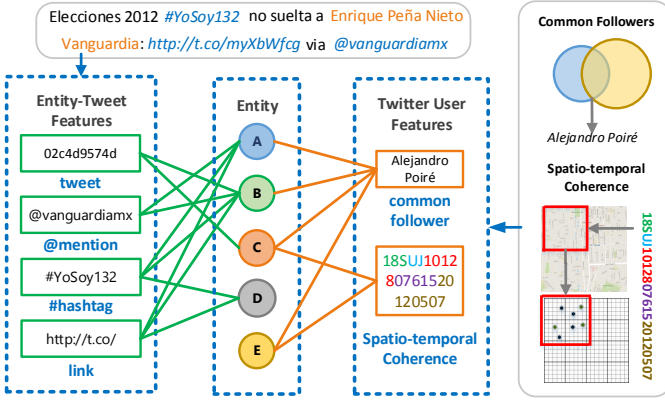 Elecciones 2012 #YoSoy132 no suelta a Enrique Peña Nieto
Vanguardia: http://t.co/myXbWfcg via @vanguardiamx
Entity-Tweet
Features
02c4d9574d
tweet
@vanguardiamx
@mention
#YoSoy132
#hashtag
http://t.co/
link
Entity
A
B
C
D
E
Twitter User
Features
Alejandro
Poiré
common
follower
18SUJ1012
80761520
120507
Spatio-temporal
Coherence
Common Followers
Alejandro Poiré
Spatio-temporal
Coherence
18SUJ101280761520120507